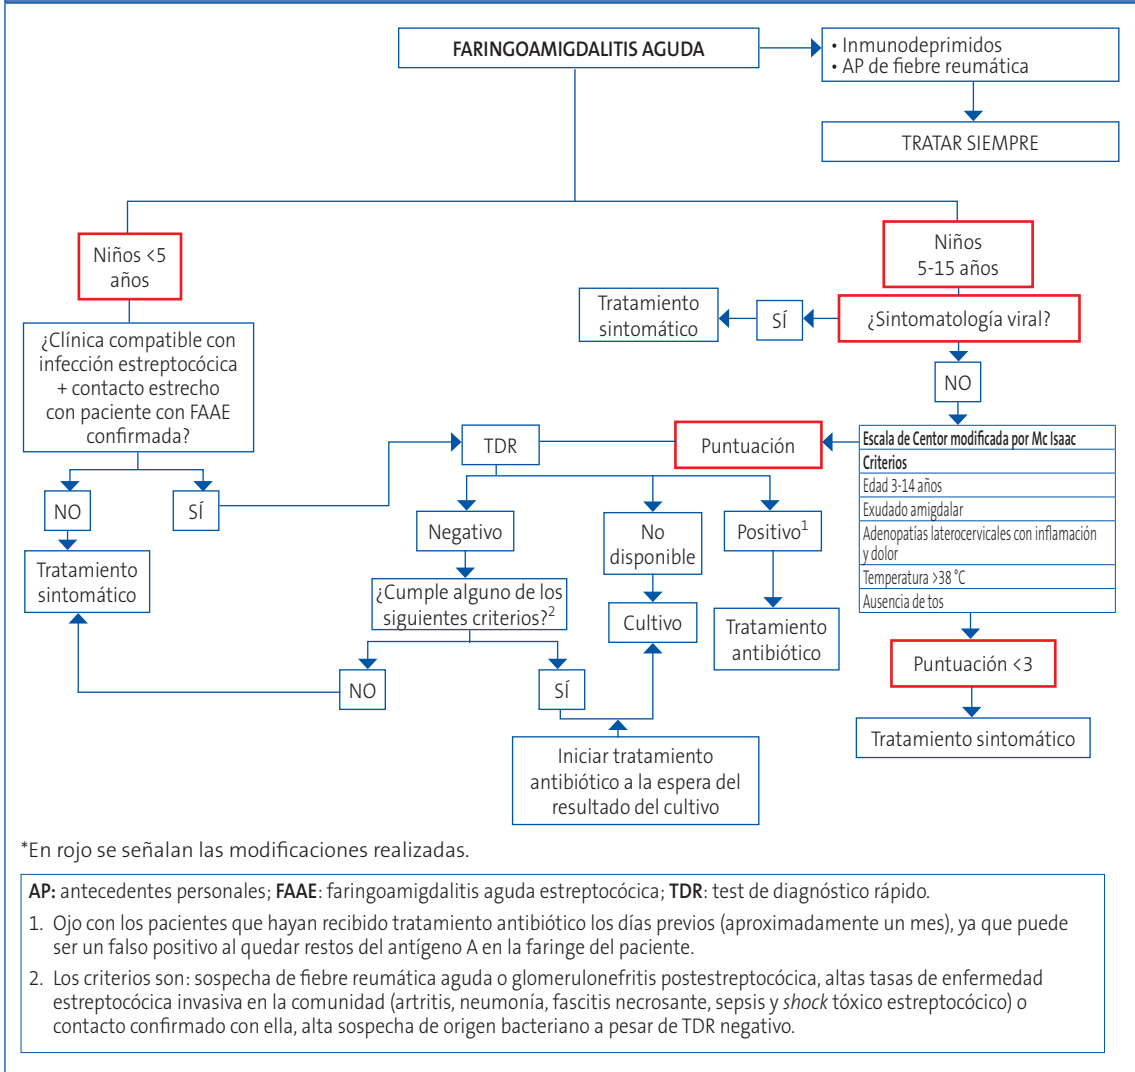 FARINGOAMIGDALITIS AGUDA
• Inmunodeprimidos
• AP de fiebre reumática
TRATAR SIEMPRE
Niños <5
años
Niños
5-15 años
¿Clínica compatible con
infección estreptocócica
+ contacto estrecho
con paciente con FAAE
confirmada?
Tratamiento
sintomático
SÍ
¿Sintomatología viral?
NO
TDR
Puntuación
Escala de Centor modificada por Mc Isaac
Criterios
Edad 3-14 años
Exudado amigdalar
Adenopatías laterocervicales con inflamación
y dolor
Temperatura >38 °C
Ausencia de tos
NO
SÍ
Negativo
No
disponible
Positivo1
Tratamiento
sintomático
¿Cumple alguno de los
siguientes criterios?2
Cultivo
Tratamiento
antibiótico
Puntuación <3
NO
SÍ
Tratamiento sintomático
Iniciar tratamiento
antibiótico a la espera del
resultado del cultivo
*En rojo se señalan las modificaciones realizadas.
AP: antecedentes personales; FAAE: faringoamigdalitis aguda estreptocócica; TDR: test de diagnóstico rápido.
1. Ojo con los pacientes que hayan recibido tratamiento antibiótico los días previos (aproximadamente un mes), ya que puede
ser un falso positivo al quedar restos del antígeno A en la faringe del paciente.
2. Los criterios son: sospecha de fiebre reumática aguda o glomerulonefritis postestreptocócica, altas tasas de enfermedad
estreptocócica invasiva en la comunidad (artritis, neumonía, fascitis necrosante, sepsis y shock tóxico estreptocócico) o
contacto confirmado con ella, alta sospecha de origen bacteriano a pesar de TDR negativo.